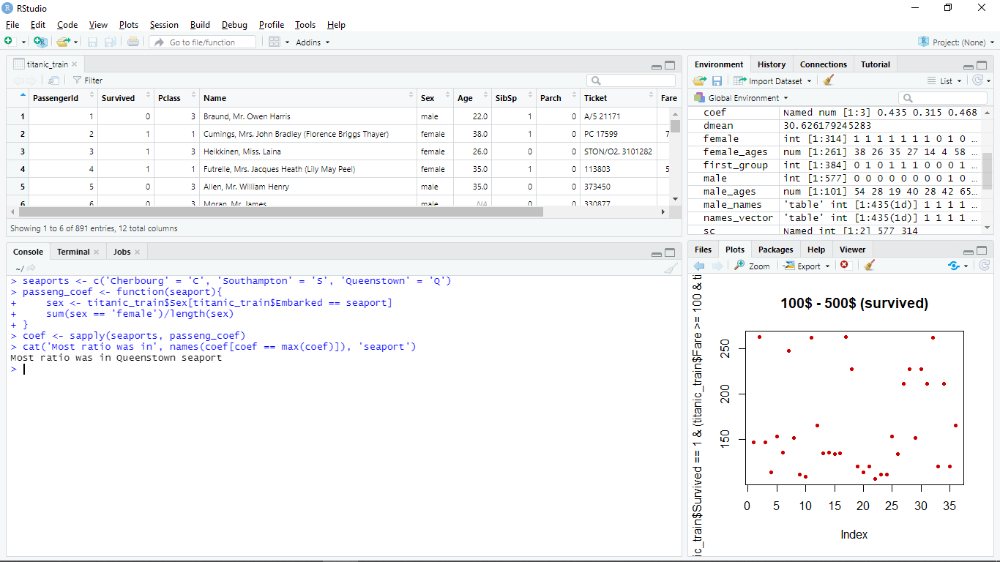 RStudio
File Edit Code View Plots Session Build Debug Profile Tools Help
Go to file/function Addins Project: (None)
titanic_train
Filter
PassengerId Survived Pclass Name Sex Age SibSp Parch Ticket Fare
1 1 0 3 Braund, Mr. Owen Harris male 22.0 1 0 A/5 21171
2 2 1 1 Cumings, Mrs. John Bradley (Florence Briggs Thayer) female 38.0 1 0 PC 17599 7
3 3 1 3 Heikkinen, Miss. Laina female 26.0 0 0 STON/O2. 3101282
4 4 1 1 Futrelle, Mrs. Jacques Heath (Lily May Peel) female 35.0 1 0 113803 5
5 5 0 3 Allen, Mr. William Henry male 35.0 0 0 373450
6 6 0 3 Moran, Mr. James male NA 0 0 330877
Showing 1 to 6 of 891 entries, 12 total columns
Console Terminal Jobs
~/
> seaports <- c('Cherbourg' = 'C', 'Southampton' = 'S', 'Queenstown' = 'Q')
> passeng_coef <- function(seaport){
+ sex <- titanic_train$Sex[titanic_train$Embarked == seaport]
+ sum(sex == 'female')/length(sex)
+ }
> coef <- sapply(seaports, passeng_coef)
> cat('Most ratio was in', names(coef[coef == max(coef)]), 'seaport')
Most ratio was in Queenstown seaport
>
Environment History Connections Tutorial
Import Dataset List
Global Environment
coef Named num [1:3] 0.435 0.315 0.468
dmean 30.626179245283
female int [1:314] 1 1 1 1 1 1 1 0 1 0 …
female_ages num [1:261] 38 26 35 27 14 4 58 …
first_group int [1:384] 0 1 0 1 1 1 0 0 0 1 …
male int [1:577] 0 0 0 0 0 0 0 0 1 0 …
male_ages num [1:101] 54 28 19 40 28 42 65…
male_names 'table' int [1:435(1d)] 1 1 1 1 …
names_vector 'table' int [1:435(1d)] 1 1 1 1 …
sc Named int [1:2] 577 314
Files Plots Packages Help Viewer
Zoom Export
100$ - 500$ (survived)
ic_train$Survived == 1 & (titanic_train$Fare >= 100 & ti
250
200
150
0 5 10 15 20 25 30 35
Index